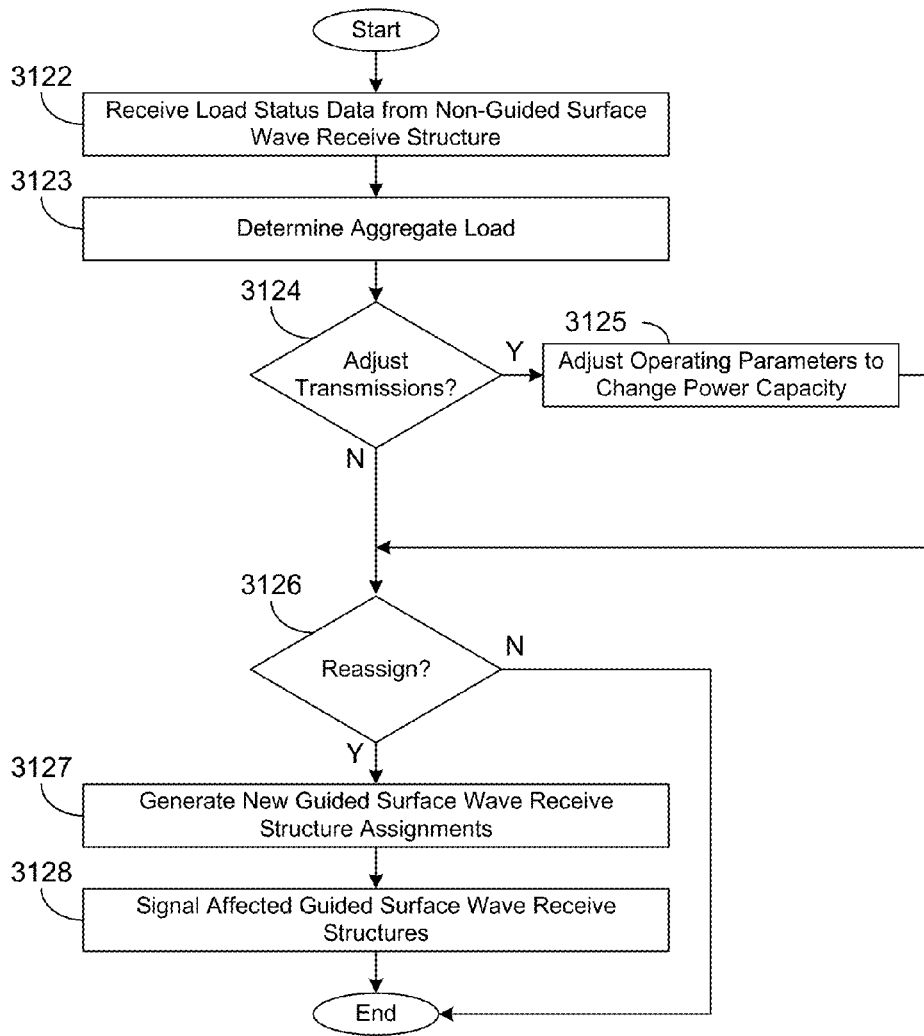 Start
3122
Receive Load Status Data from Non-Guided Surface
Wave Receive Structure
3123
Determine Aggregate Load
3124
Adjust
Transmissions?
Y
3125
Adjust Operating Parameters to
Change Power Capacity
N
3126
Reassign?
N
Y
3127
Generate New Guided Surface Wave Receive
Structure Assignments
3128
Signal Affected Guided Surface Wave Receive
Structures
End